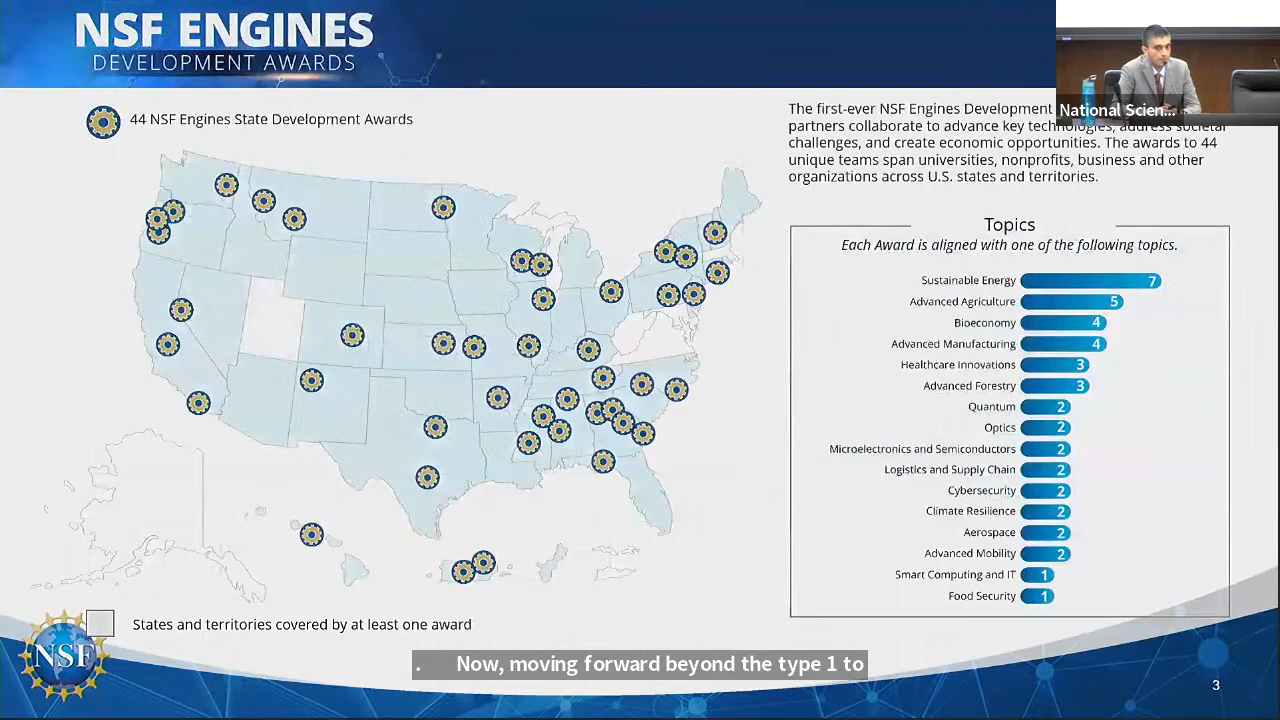 NSF ENGINES
DEVELOPMENT AWARDS
National Scien...
44 NSF Engines State Development Awards
The first-ever NSF Engines Development
partners collaborate to advance key technologies, address societal
challenges, and create economic opportunities. The awards to 44
unique teams span universities, nonprofits, business and other
organizations across U.S. states and territories.
Topics
Each Award is aligned with one of the following topics.
Sustainable Energy 7
Advanced Agriculture 5
Bioeconomy 4
Advanced Manufacturing 4
Healthcare Innovations 3
Advanced Forestry 3
Quantum 2
Optics 2
Microelectronics and Semiconductors 2
Logistics and Supply Chain 2
Cybersecurity 2
Climate Resilience 2
Aerospace 2
Advanced Mobility 2
Smart Computing and IT 1
Food Security 1
States and territories covered by at least one award
NSF
. Now, moving forward beyond the type 1 to
3